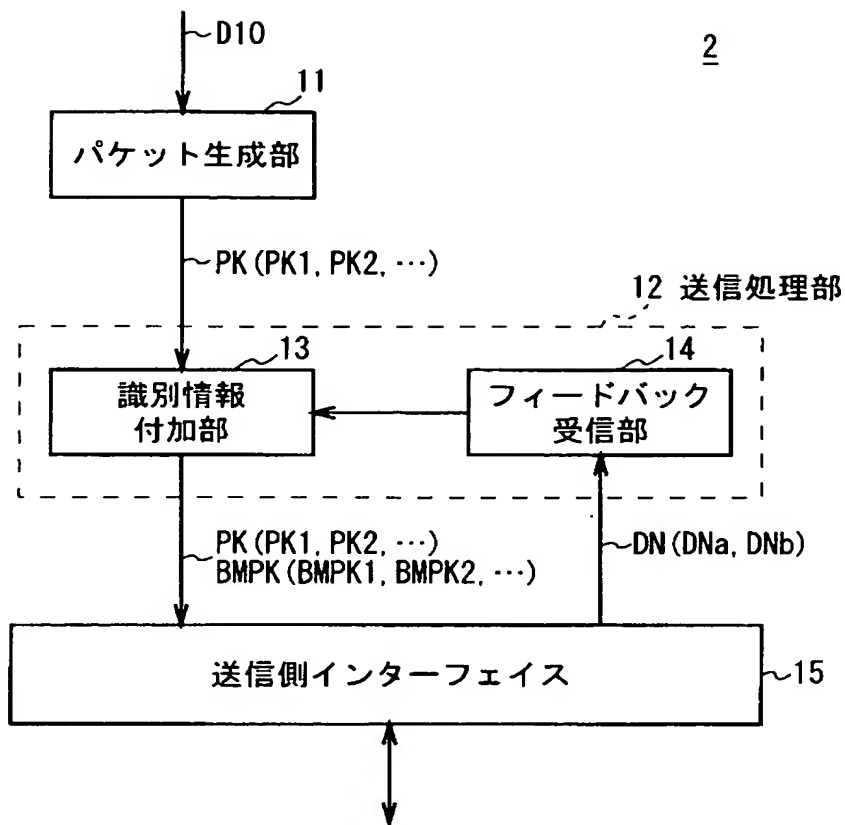 D10
2
11
パケット生成部
PK(PK1, PK2, ⋯)
12 送信処理部
13
14
識別情報
付加部
フィードバック
受信部
PK(PK1, PK2, ⋯)
BMPK(BMPK1, BMPK2, ⋯)
DN(DNa, DNb)
送信側インターフェイス
15